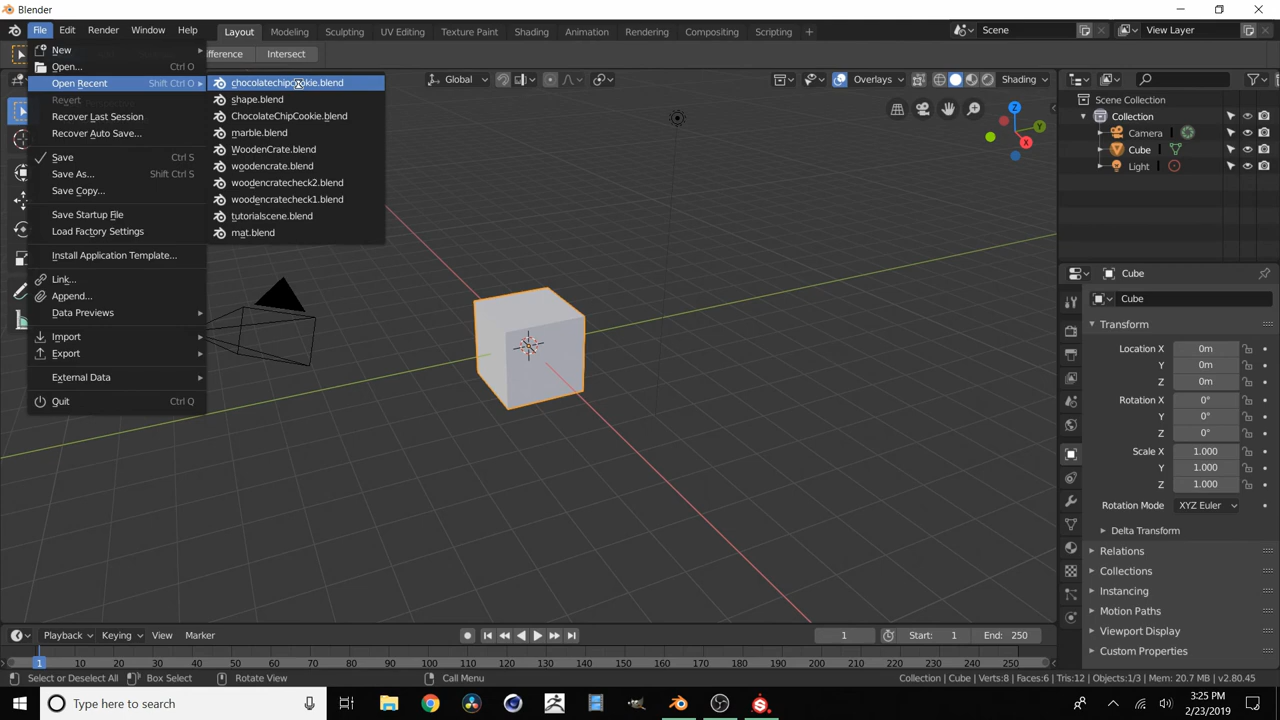 Blender
File Edit Render Window Help
Layout Modeling Sculpting UV Editing Texture Paint Shading Animation Rendering Compositing Scripting
Scene
View Layer
New
Open... Ctrl O
Open Recent Shift Ctrl O
Revert
Recover Last Session
Recover Auto Save...
Save Ctrl S
Save As... Shift Ctrl S
Save Copy...
Save Startup File
Load Factory Settings
Install Application Template...
Link...
Append...
Data Previews
Import
Export
External Data
Quit Ctrl Q
fference Intersect
chocolatechipcookie.blend
shape.blend
ChocolateChipCookie.blend
marble.blend
WoodenCrate.blend
woodencrate.blend
woodencratecheck2.blend
woodencratecheck1.blend
tutorialscene.blend
mat.blend
Global
Overlays
Shading
Z
Y
X
Scene Collection
Collection
Camera
Cube
Light
Cube
Cube
Transform
Location X 0m
Y 0m
Z 0m
Rotation X 0°
Y 0°
Z 0°
Scale X 1.000
Y 1.000
Z 1.000
Rotation Mode XYZ Euler
Delta Transform
Relations
Collections
Instancing
Motion Paths
Viewport Display
Custom Properties
Playback Keying View Marker
1 Start: 1 End: 250
1 10 20 30 40 50 60 70 80 90 100 110 120 130 140 150 160 170 180 190 200 210 220 230 240 250
Select or Deselect All Box Select Rotate View Call Menu
Collection | Cube | Verts:8 | Faces:6 | Tris:12 | Objects:1/3 | Mem: 20.7 MB | v2.80.45
Type here to search
3:25 PM
2/23/2019